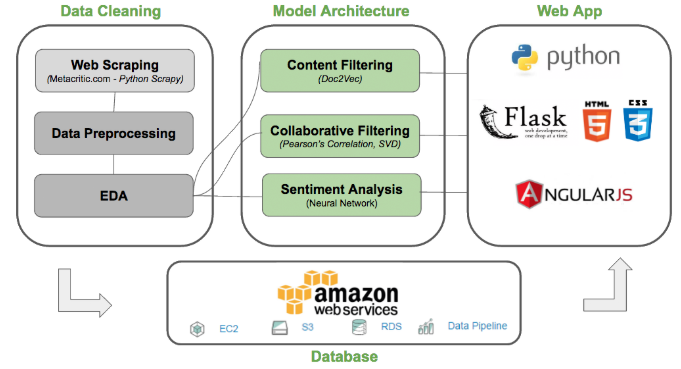 Data Cleaning
Model Architecture
Web App
Web Scraping
(Metacritic.com - Python Scrapy)
Data Preprocessing
EDA
Content Filtering
(Doc2Vec)
Collaborative Filtering
(Pearson's Correlation, SVD)
Sentiment Analysis
(Neural Network)
python
Flask
web development,
one drop at a time
HTML
5
CSS
3
ANGULARJS
amazon
webservices
EC2
S3
RDS
Data Pipeline
Database